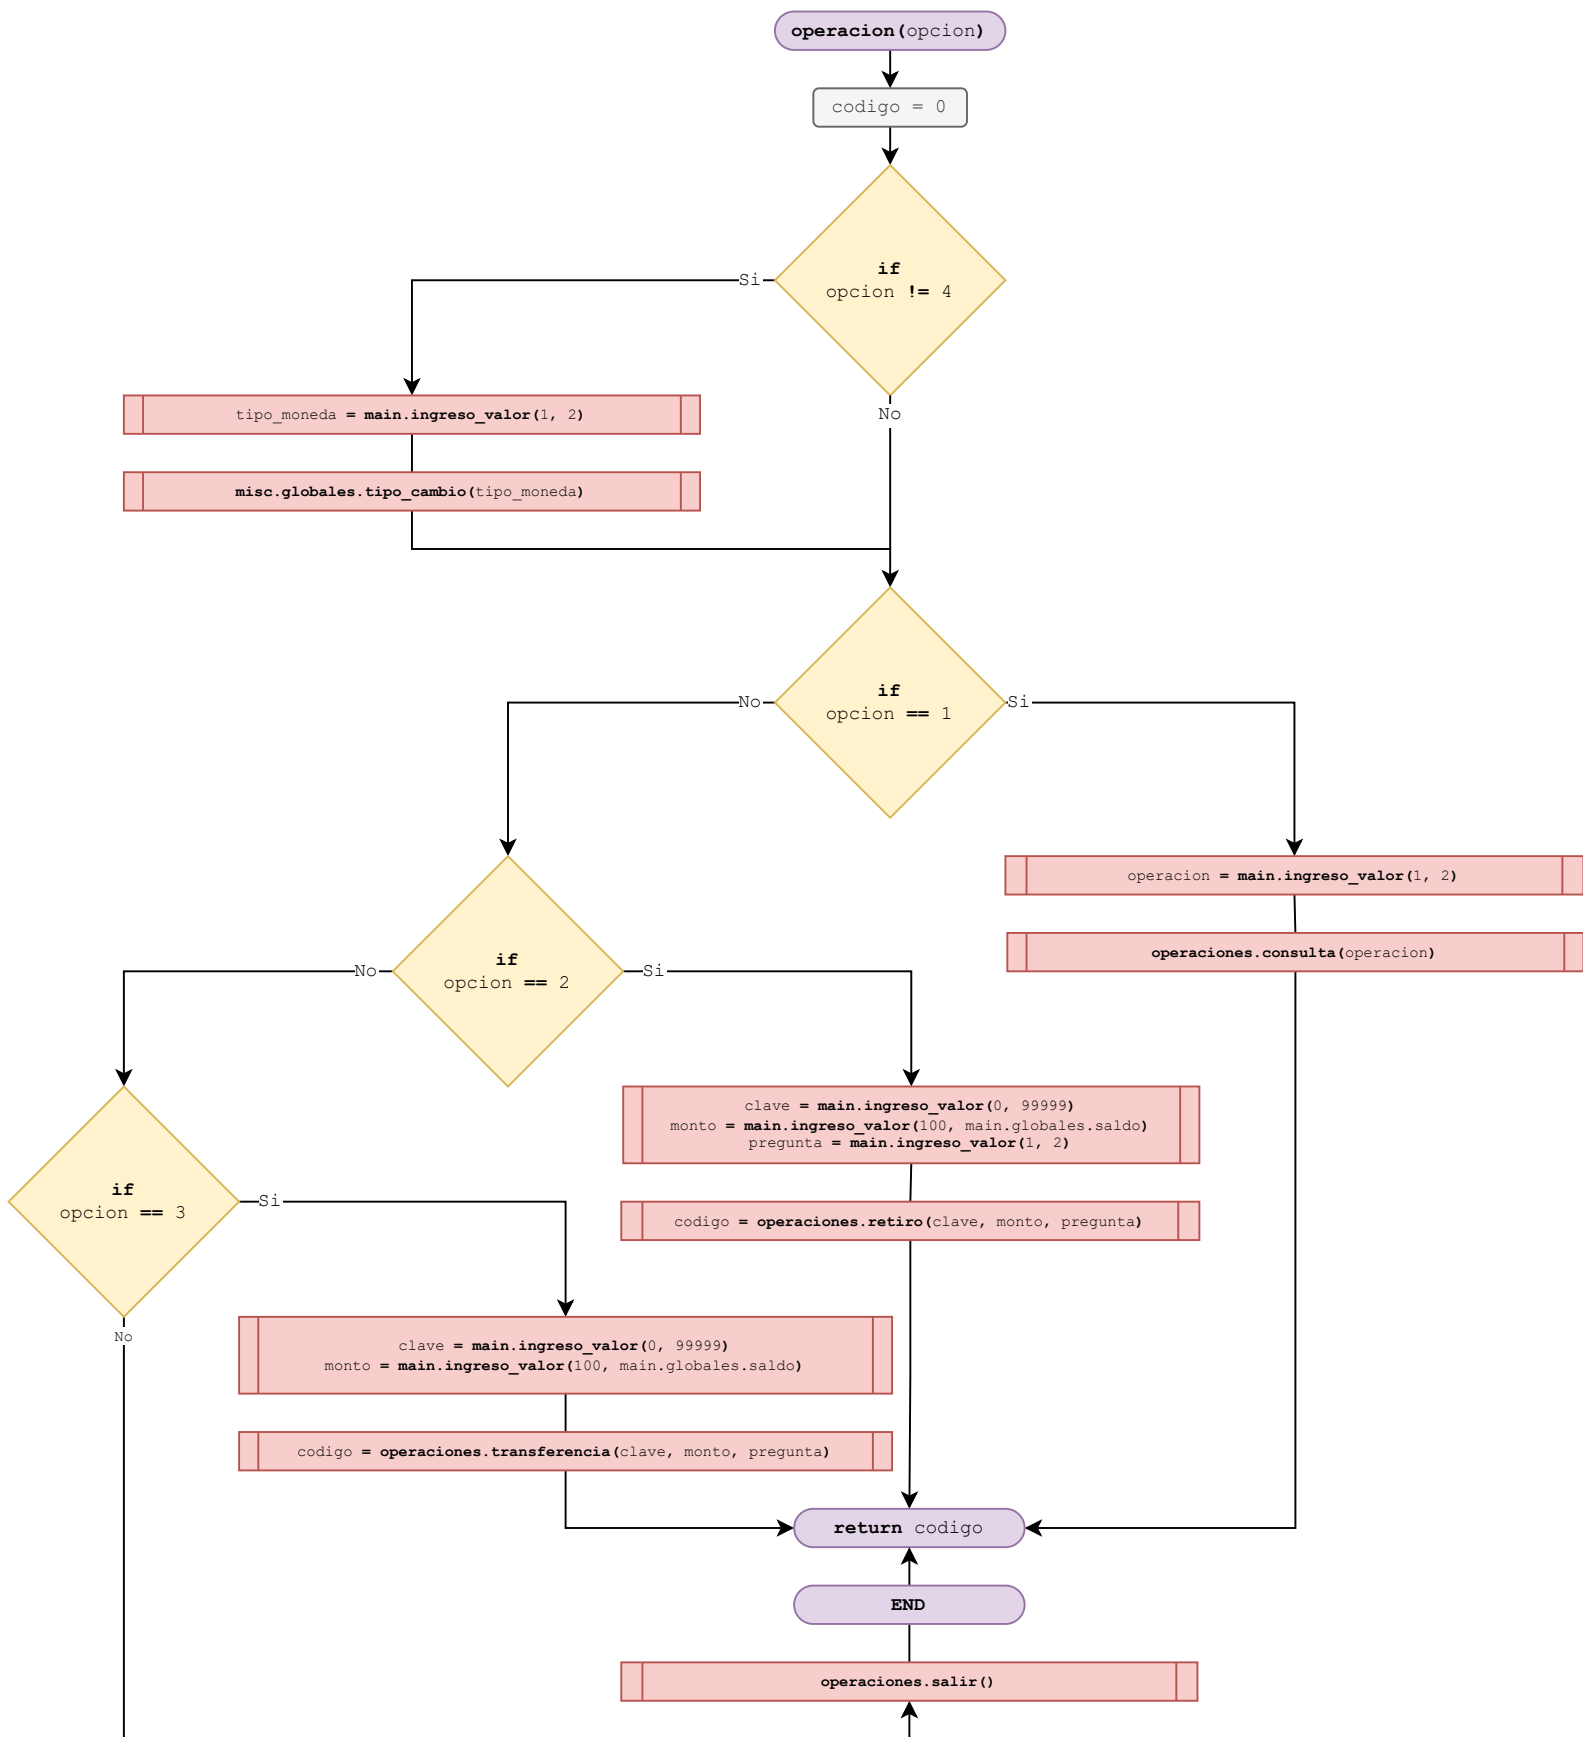 operacion(opcion)
codigo = 0
if
opcion != 4
Si
No
tipo_moneda = main.ingreso_valor(1, 2)
misc.globales.tipo_cambio(tipo_moneda)
if
opcion == 1
No
Si
operacion = main.ingreso_valor(1, 2)
operaciones.consulta(operacion)
if
opcion == 2
No
Si
clave = main.ingreso_valor(0, 99999)
monto = main.ingreso_valor(100, main.globales.saldo)
pregunta = main.ingreso_valor(1, 2)
codigo = operaciones.retiro(clave, monto, pregunta)
if
opcion == 3
Si
No
clave = main.ingreso_valor(0, 99999)
monto = main.ingreso_valor(100, main.globales.saldo)
codigo = operaciones.transferencia(clave, monto, pregunta)
return codigo
END
operaciones.salir()